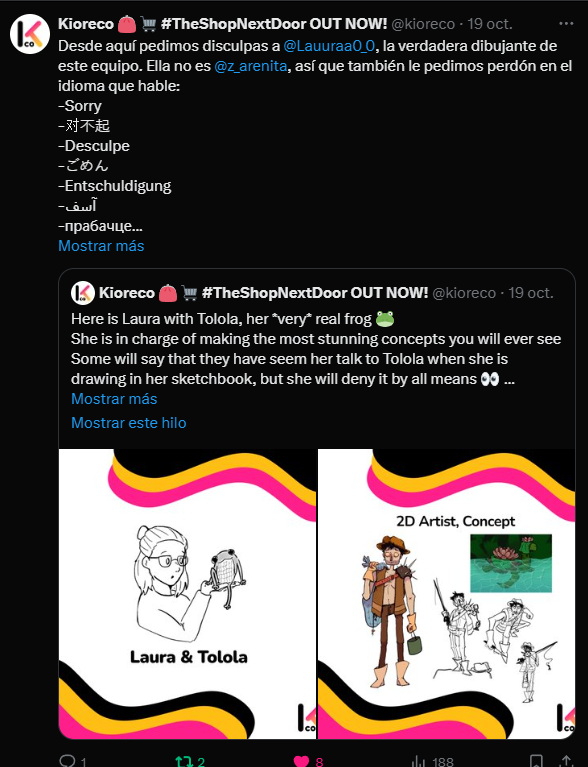 Kioreco 👛 🛒 #TheShopNextDoor OUT NOW! @kioreco · 19 oct.
Desde aquí pedimos disculpas a @Lauuraa0_0, la verdadera dibujante de
este equipo. Ella no es @z_arenita, así que también le pedimos perdón en el
idioma que hable:
-Sorry
-对不起
-Desculpe
-ごめん
-Entschuldigung
-آسف
-прабачце...
Mostrar más
Kioreco 👛 🛒 #TheShopNextDoor OUT NOW! @kioreco · 19 oct.
Here is Laura with Tolola, her *very* real frog 🐸
She is in charge of making the most stunning concepts you will ever see
Some will say that they have seem her talk to Tolola when she is
drawing in her sketchbook, but she will deny it by all means 👀 ...
Mostrar más
Mostrar este hilo
Laura & Tolola
2D Artist, Concept
1 2 8 188